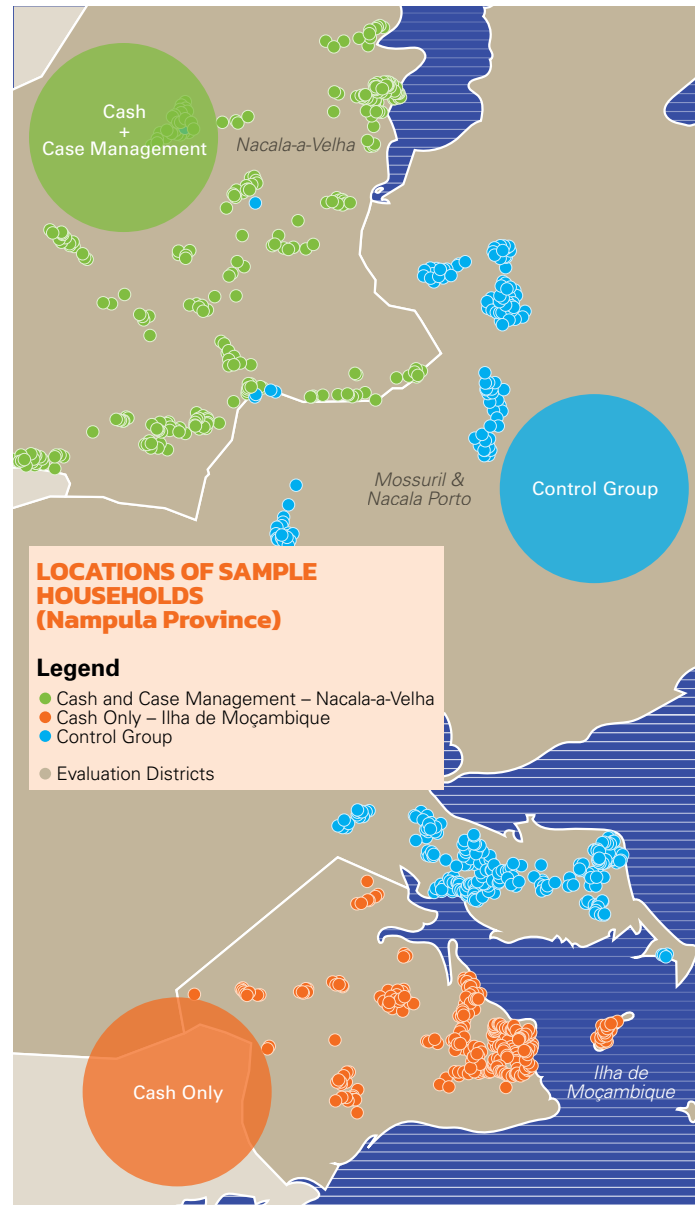 Cash
+
Case Management
Nacala-a-Velha
Mossuril &
Nacala Porto
Control Group
LOCATIONS OF SAMPLE
HOUSEHOLDS
(Nampula Province)
Legend
Cash and Case Management – Nacala-a-Velha
Cash Only – Ilha de Moçambique
Control Group
Evaluation Districts
Cash Only
Ilha de
Moçambique